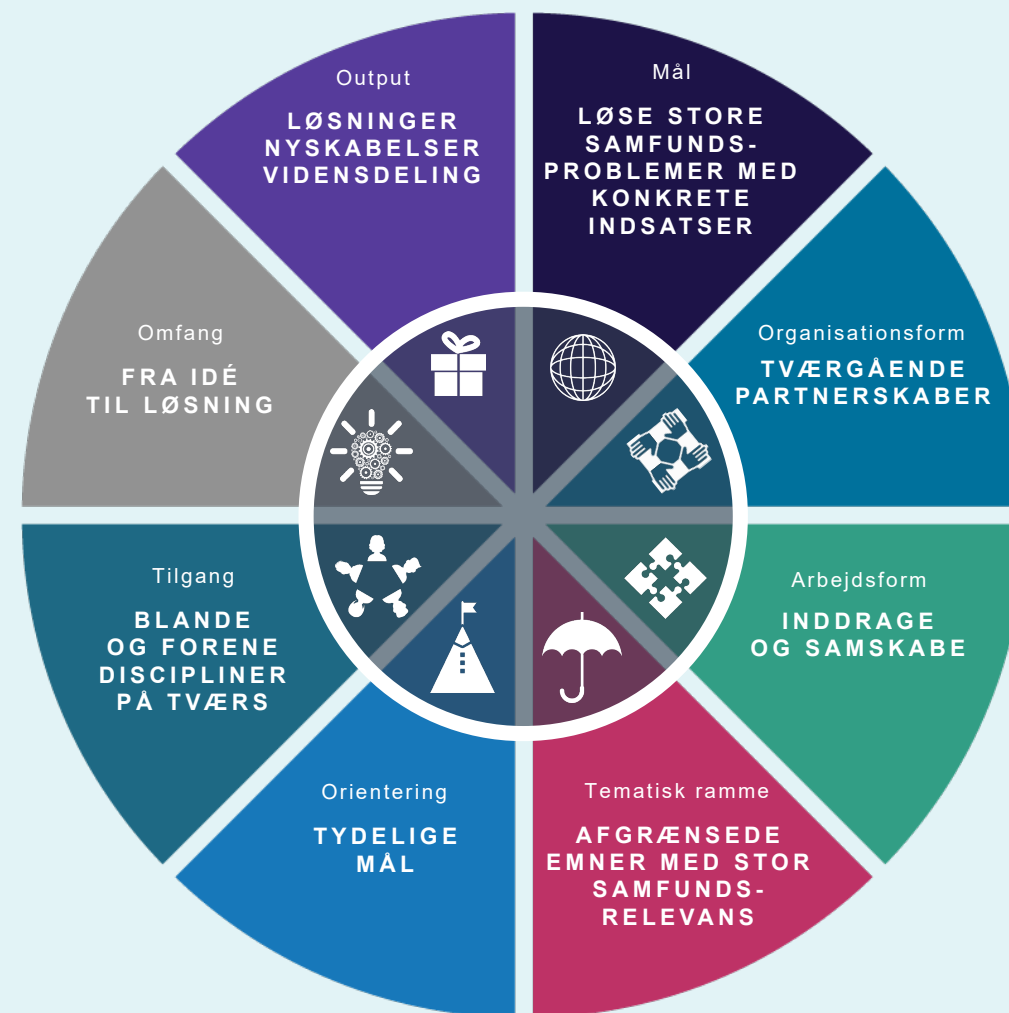 Output
LØSNINGER
NYSKABELSER
VIDENSDELING
Mål
LØSE STORE
SAMFUNDS-
PROBLEMER MED
KONKRETE
INDSATSER
Organisationsform
TVÆRGÅENDE
PARTNERSKABER
Arbejdsform
INDDRAGE
OG SAMSKABE
Tematisk ramme
AFGRÆNSEDE
EMNER MED STOR
SAMFUNDS-
RELEVANS
Orientering
TYDELIGE
MÅL
Tilgang
BLANDE
OG FORENE
DISCIPLINER
PÅ TVÆRS
Omfang
FRA IDÉ
TIL LØSNING